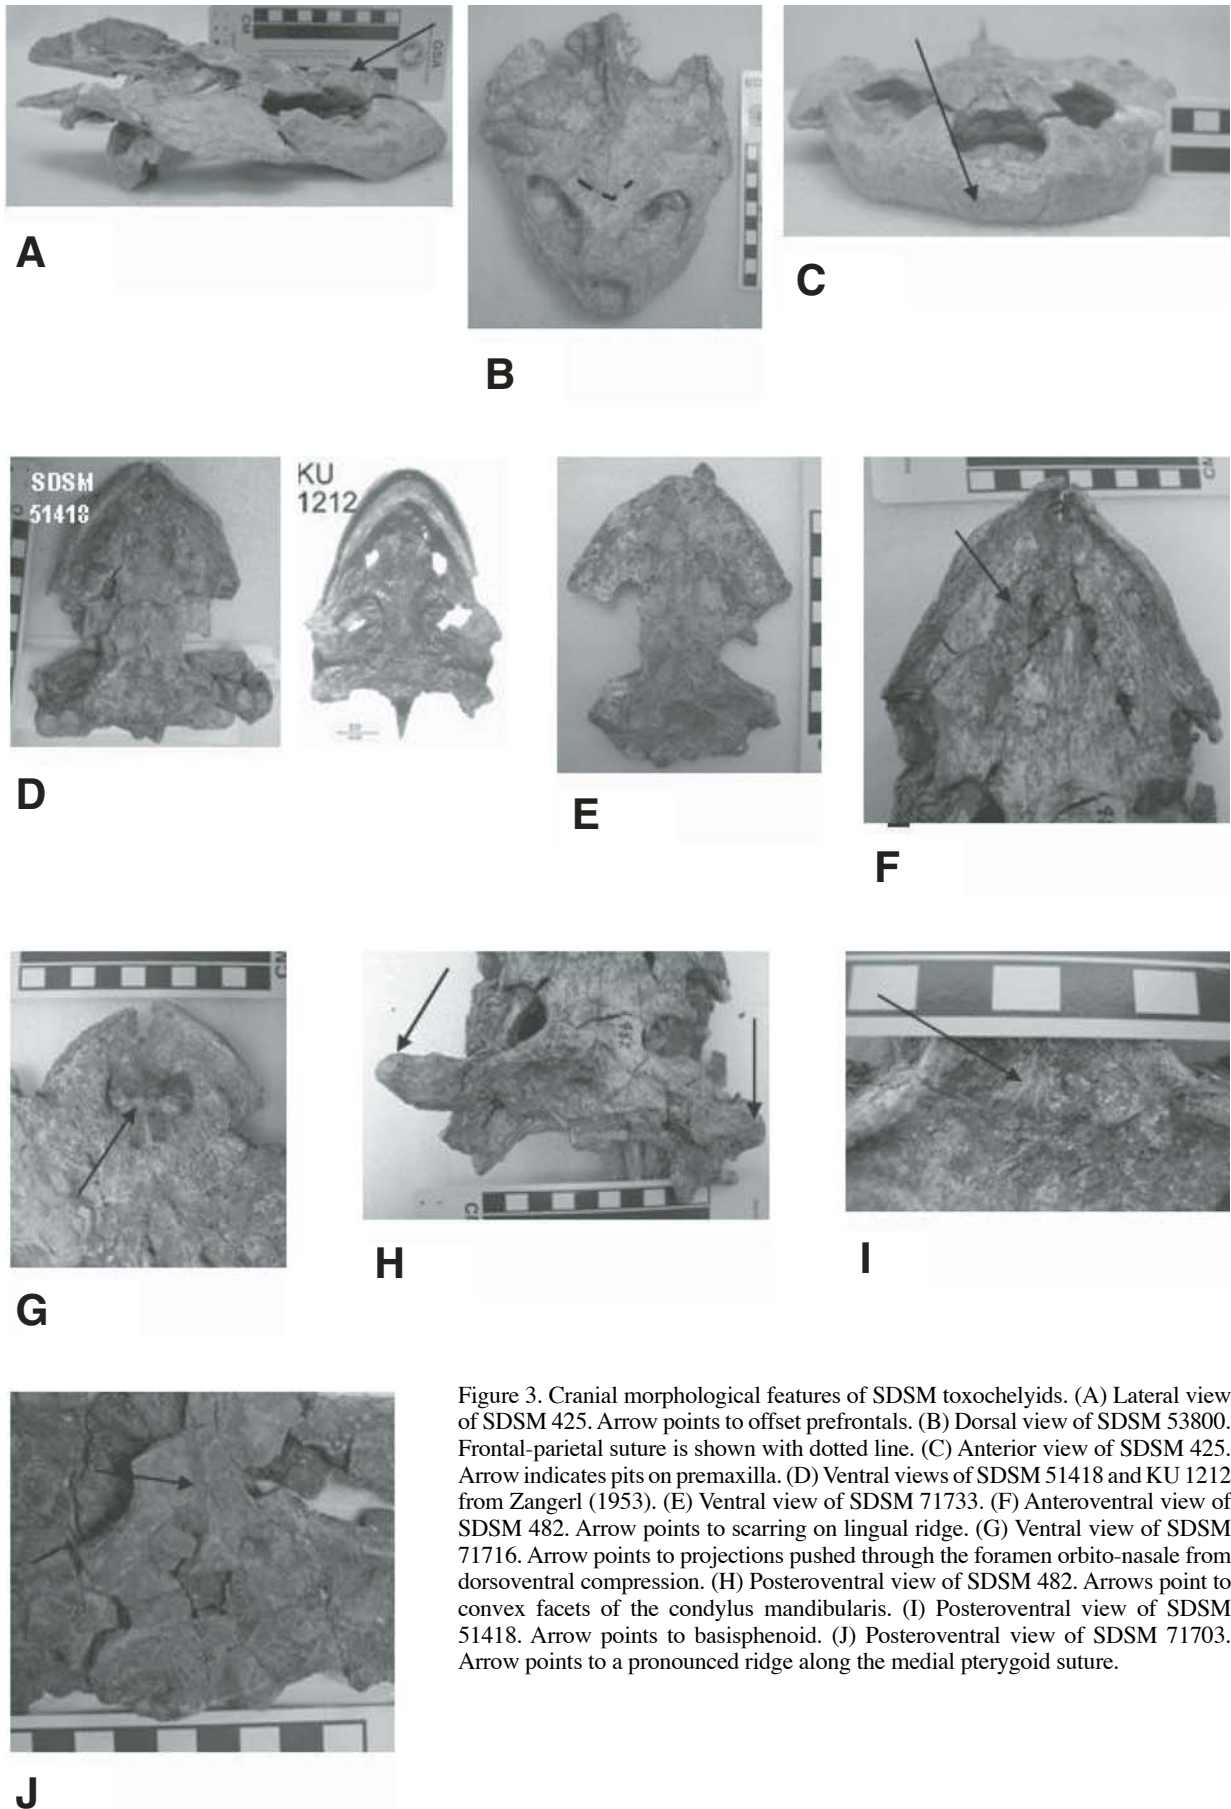 A
B
C
SDSM
51418
KU
1212
D
E
F
G
H
I
J
Figure 3. Cranial morphological features of SDSM toxochelyids. (A) Lateral view
of SDSM 425. Arrow points to offset prefrontals. (B) Dorsal view of SDSM 53800.
Frontal-parietal suture is shown with dotted line. (C) Anterior view of SDSM 425.
Arrow indicates pits on premaxilla. (D) Ventral views of SDSM 51418 and KU 1212
from Zangerl (1953). (E) Ventral view of SDSM 71733. (F) Anteroventral view of
SDSM 482. Arrow points to scarring on lingual ridge. (G) Ventral view of SDSM
71716. Arrow points to projections pushed through the foramen orbito-nasale from
dorsoventral compression. (H) Posteroventral view of SDSM 482. Arrows point to
convex facets of the condylus mandibularis. (I) Posteroventral view of SDSM
51418. Arrow points to basisphenoid. (J) Posteroventral view of SDSM 71703.
Arrow points to a pronounced ridge along the medial pterygoid suture.